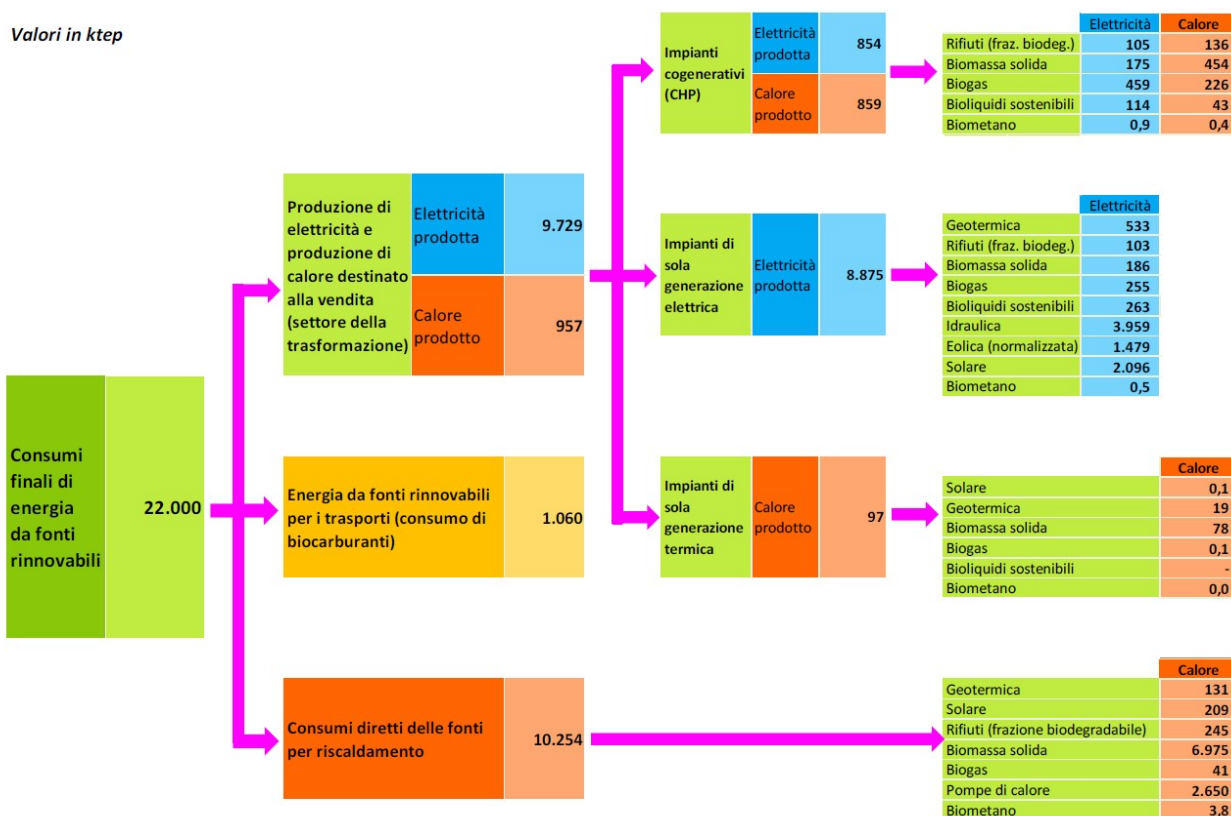 Valori in ktep
Consumi
finali di
energia
da fonti
rinnovabili
22.000
Produzione di
elettricità e
produzione di
calore destinato
alla vendita
(settore della
trasformazione)
Elettricità
prodotta
9.729
Calore
prodotto
957
Energia da fonti rinnovabili
per i trasporti (consumo di
biocarburanti)
1.060
Consumi diretti delle fonti
per riscaldamento
10.254
Impianti
cogenerativi
(CHP)
Elettricità
prodotta
854
Calore
prodotto
859
Impianti di
sola
generazione
elettrica
Elettricità
prodotta
8.875
Impianti di
sola
generazione
termica
Calore
prodotto
97
Elettricità Calore
Rifiuti (fraz. biodeg.) 105 136
Biomassa solida 175 454
Biogas 459 226
Bioliquidi sostenibili 114 43
Biometano 0,9 0,4
Elettricità
Geotermica 533
Rifiuti (fraz. biodeg.) 103
Biomassa solida 186
Biogas 255
Bioliquidi sostenibili 263
Idraulica 3.959
Eolica (normalizzata) 1.479
Solare 2.096
Biometano 0,5
Calore
Solare 0,1
Geotermica 19
Biomassa solida 78
Biogas 0,1
Bioliquidi sostenibili -
Biometano 0,0
Calore
Geotermica 131
Solare 209
Rifiuti (frazione biodegradabile) 245
Biomassa solida 6.975
Biogas 41
Pompe di calore 2.650
Biometano 3,8